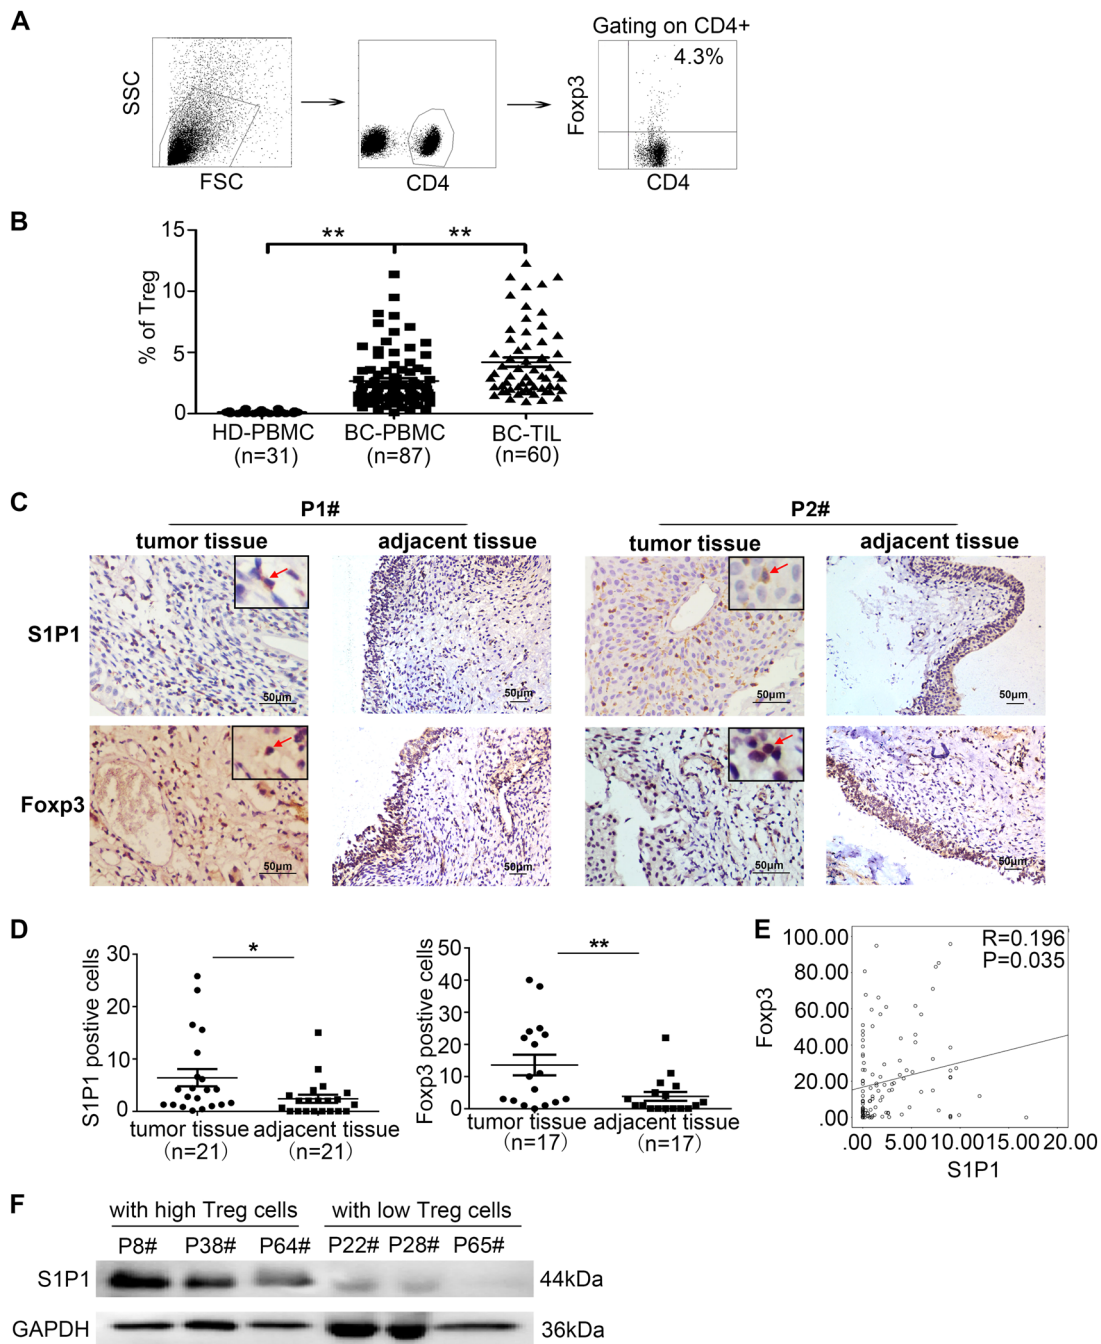 A
Gating on CD4+
4.3%
SSC
FSC
CD4
Foxp3
CD4
B
15
10
5
0
% of Treg
**
**
HD-PBMC
(n=31)
BC-PBMC
(n=87)
BC-TIL
(n=60)
C
P1#
P2#
tumor tissue
adjacent tissue
tumor tissue
adjacent tissue
S1P1
50μm
50μm
50μm
50μm
Foxp3
50μm
50μm
50μm
50μm
D
30
20
10
0
S1P1 postive cells
*
tumor tissue
(n=21)
adjacent tissue
(n=21)
50
40
30
20
10
0
Foxp3 postive cells
**
tumor tissue
(n=17)
adjacent tissue
(n=17)
E
100.00
80.00
60.00
40.00
20.00
.00
Foxp3
R=0.196
P=0.035
.00 5.00 10.00 15.00 20.00
S1P1
F
with high Treg cells
with low Treg cells
P8# P38# P64# P22# P28# P65#
S1P1
44kDa
GAPDH
36kDa